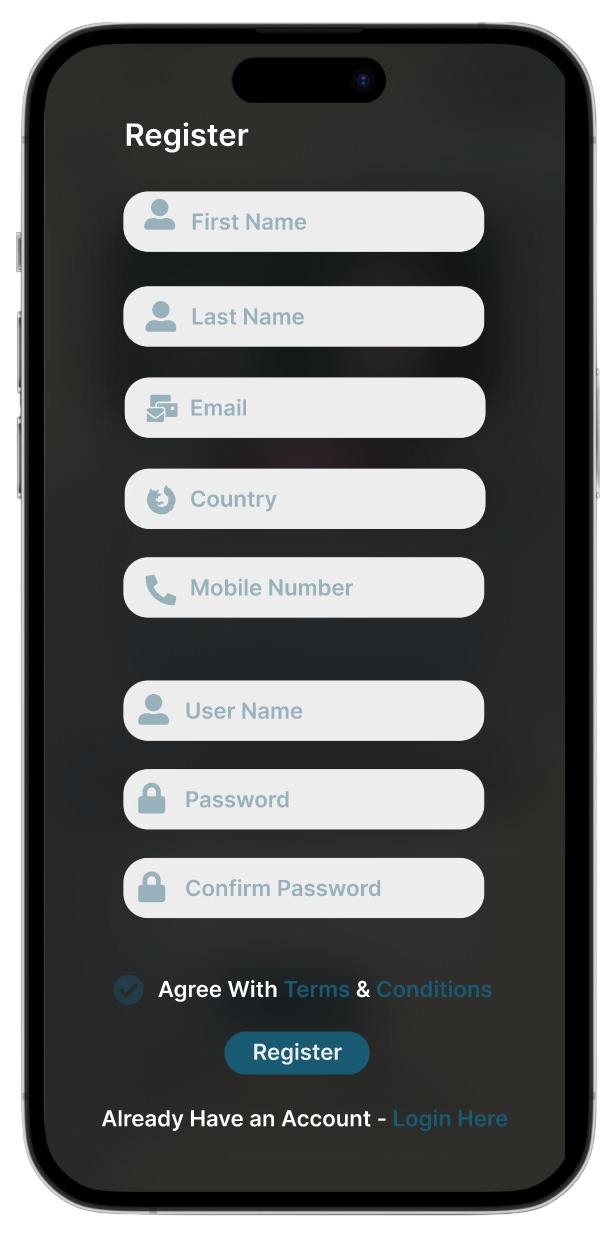 Register
First Name
Last Name
Email
Country
Mobile Number
User Name
Password
Confirm Password
Agree With Terms & Conditions
Register
Already Have an Account - Login Here